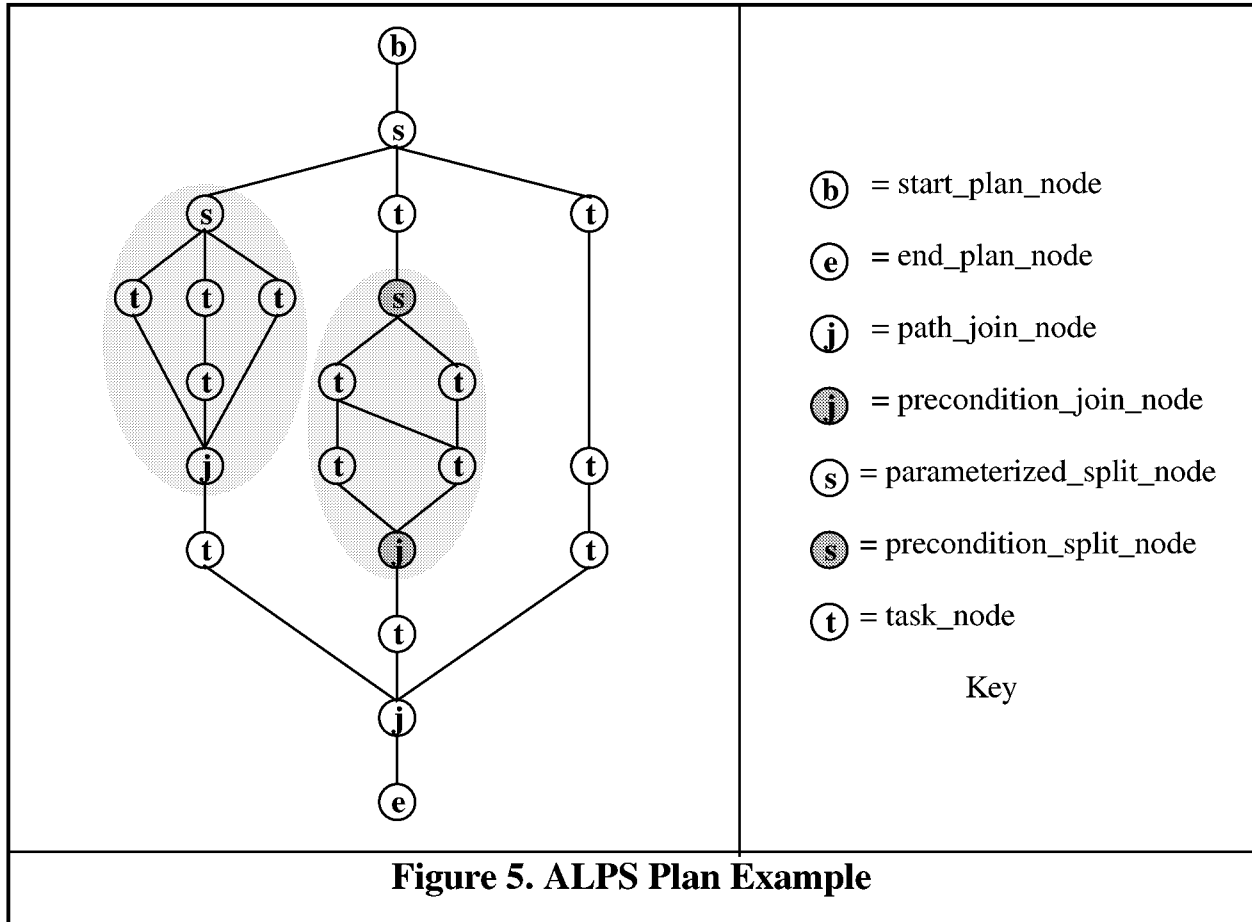 b
s
s t t
t t t s
t t t
j t t t
t j t
t
j
e
b = start_plan_node
e = end_plan_node
j = path_join_node
j = precondition_join_node
s = parameterized_split_node
s = precondition_split_node
t = task_node
Key
Figure 5. ALPS Plan Example